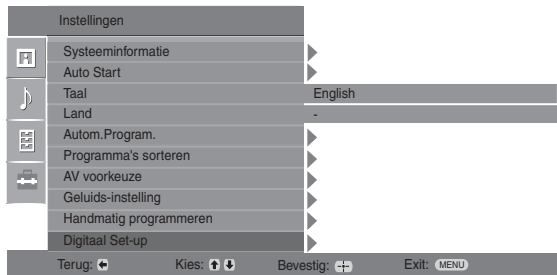 Instellingen
Systeeminformatie
Auto Start
Taal English
Land -
Autom.Program.
Programma's sorteren
AV voorkeuze
Geluids-instelling
Handmatig programmeren
Digitaal Set-up
Terug: Kies: Bevestig: Exit: MENU